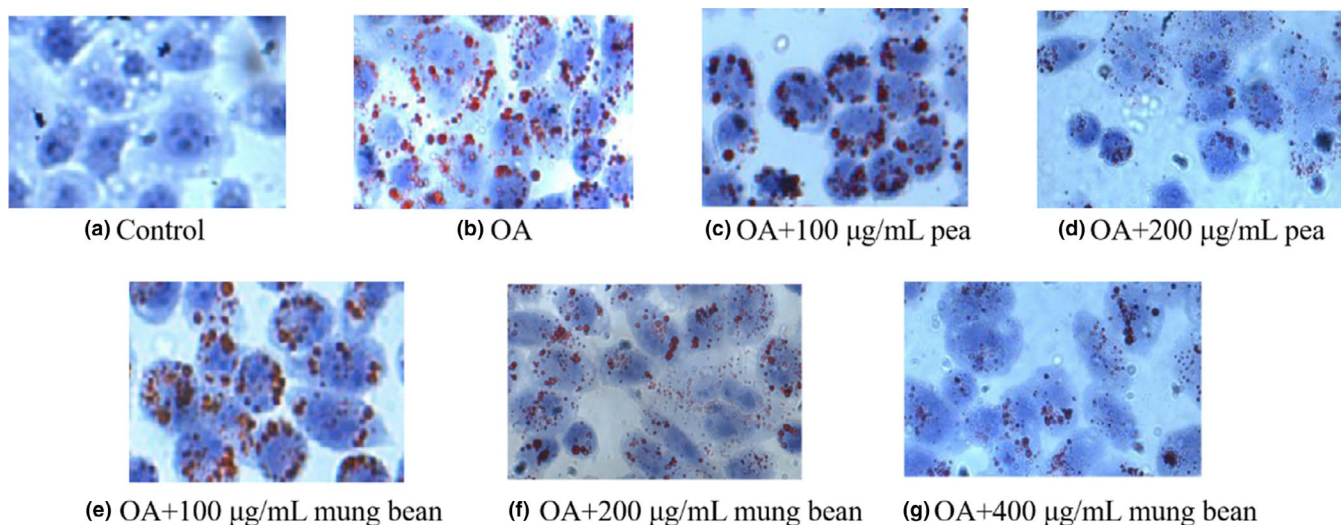 (a) Control
(b) OA
(c) OA+100 μg/mL pea
(d) OA+200 μg/mL pea
(e) OA+100 μg/mL mung bean
(f) OA+200 μg/mL mung bean
(g) OA+400 μg/mL mung bean